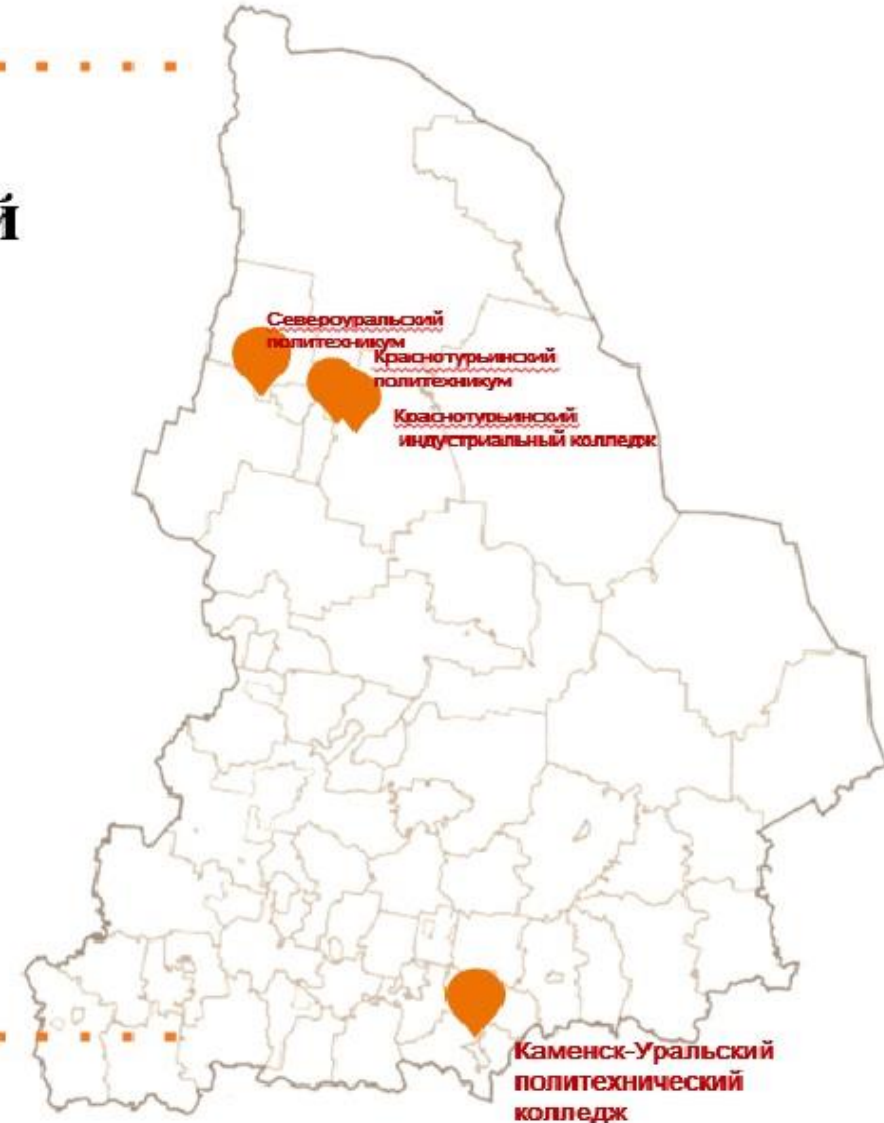 й
Североуральский
политехникум
Краснотурьинский
политехникум
Краснотурьинский
индустриальный колледж
Каменск-Уральский
политехнический
колледж